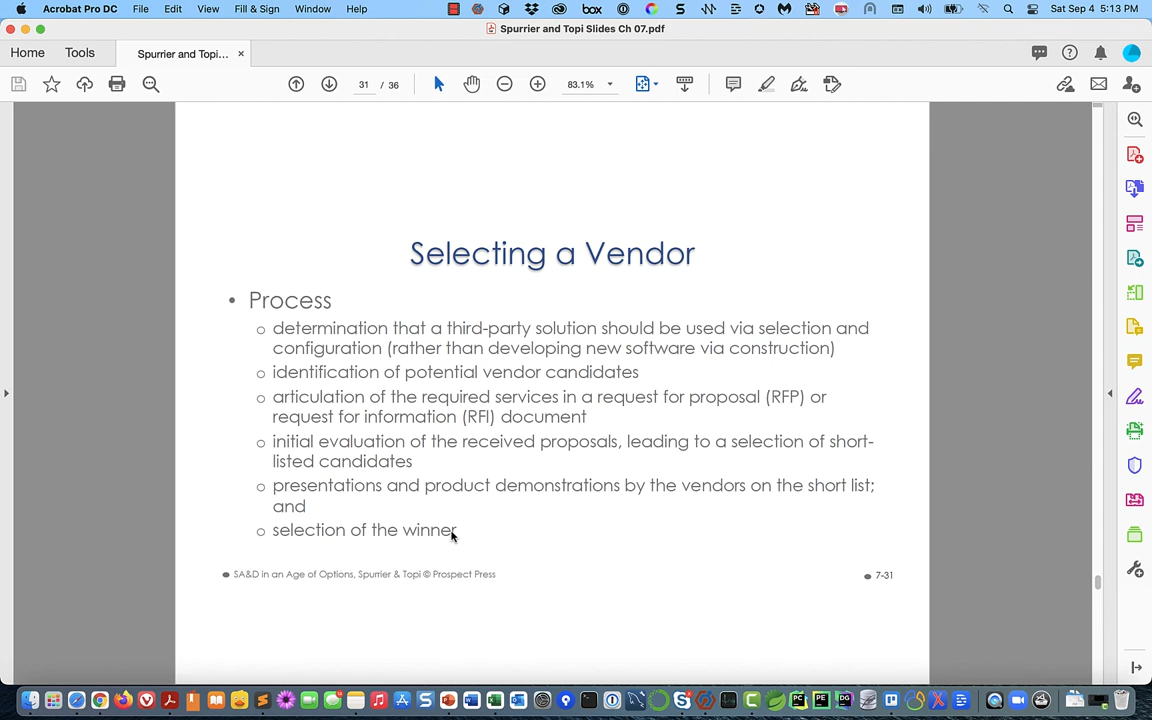 Acrobat Pro DC File Edit View Fill & Sign Window Help box Sat Sep 4 5:13 PM
Spurrier and Topi Slides Ch 07.pdf
Home Tools Spurrier and Topi... ×
31 / 36 83.1%
Selecting a Vendor
• Process
o determination that a third-party solution should be used via selection and
configuration (rather than developing new software via construction)
o identification of potential vendor candidates
o articulation of the required services in a request for proposal (RFP) or
request for information (RFI) document
o initial evaluation of the received proposals, leading to a selection of short-
listed candidates
o presentations and product demonstrations by the vendors on the short list;
and
o selection of the winner
● SA&D in an Age of Options, Spurrier & Topi © Prospect Press
● 7-31